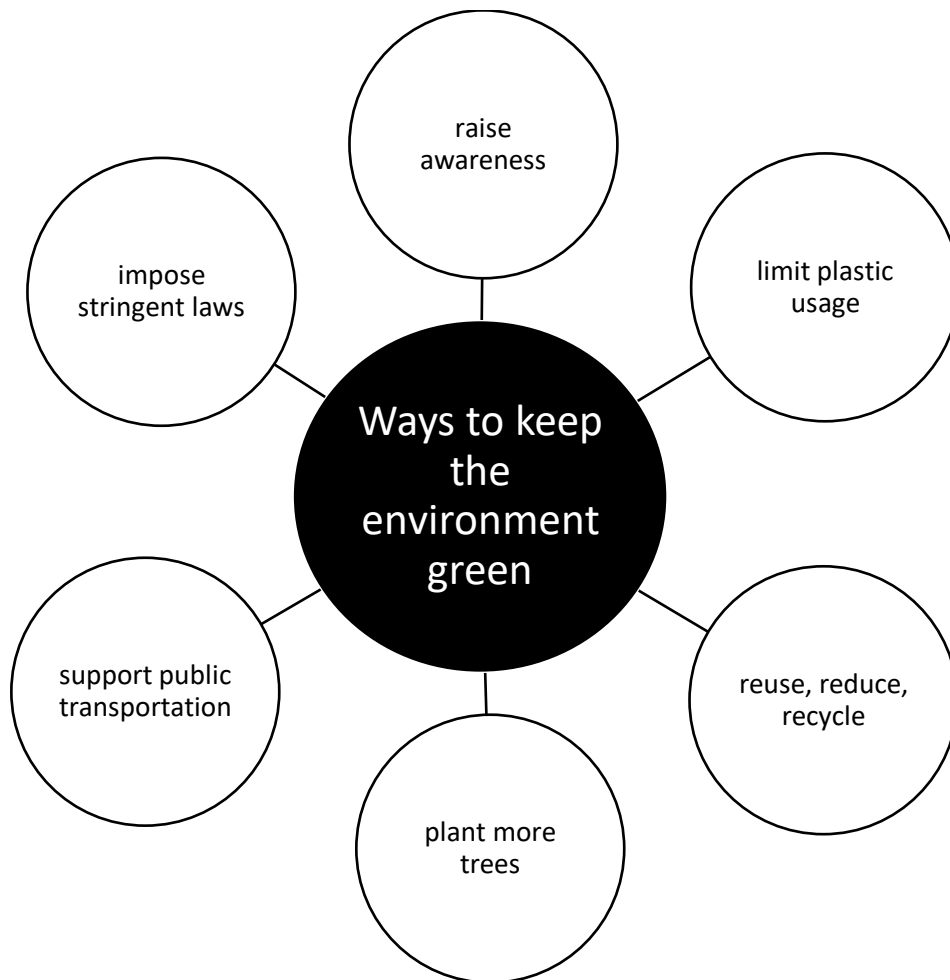 raise
awareness
limit plastic
usage
reuse, reduce,
recycle
plant more
trees
support public
transportation
impose
stringent laws
Ways to keep
the
environment
green